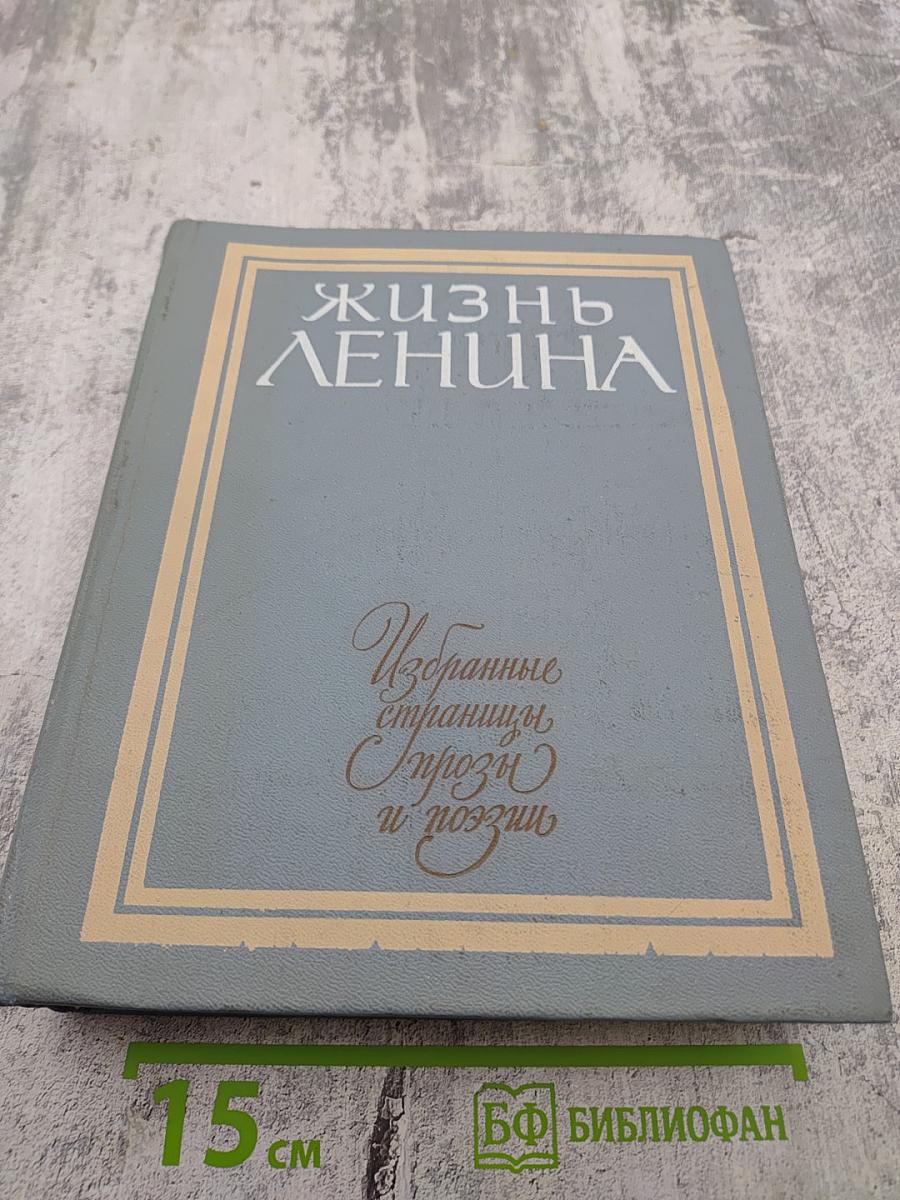 ЖИЗНЬ
ЛЕНИНА
Избранные
страницы
прозы
и поэзии
15 см
БФ БИБЛИОФАН